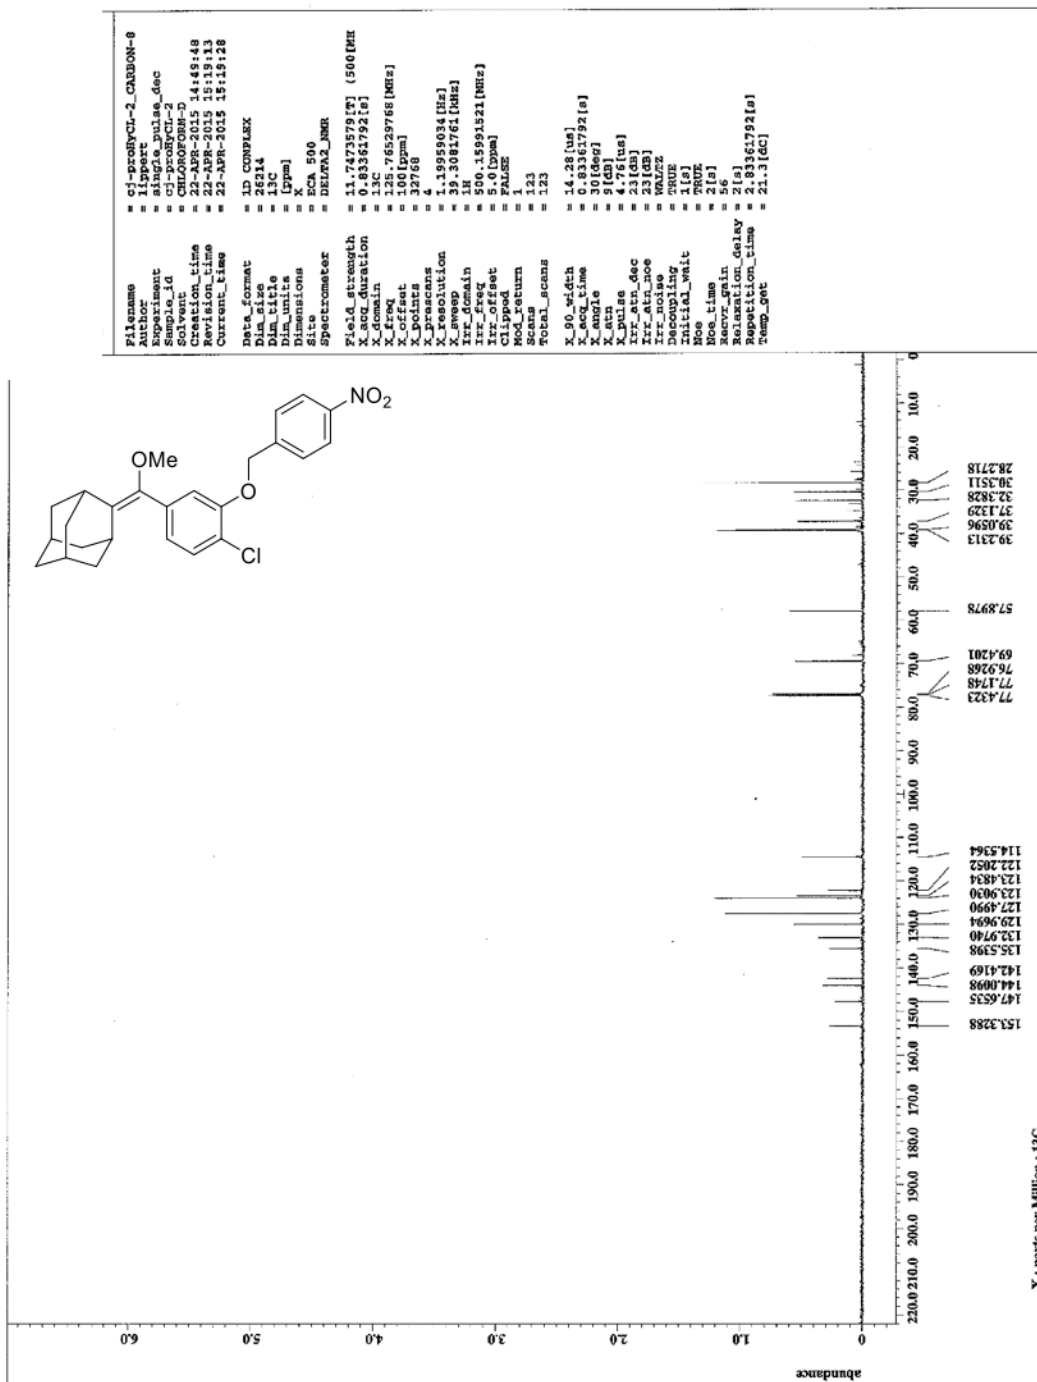 Filename = cj-proHyCL-2_CARBON-8
Author = lippert
Experiment = single_pulse_dec
Sample_id = cj-proHyCL-2
Solvent = CHLOROFORM-D
Creation_time = 22-APR-2015 14:49:48
Revision_time = 22-APR-2015 15:19:13
Current_time = 22-APR-2015 15:19:28
Data_format = 1D COMPLEX
Dim_size = 26214
Dim_title = 13C
Dim_units = [ppm]
Dimensions = X
Site = ECA 500
Spectrometer = DELTA2_NMR
Field_strength = 11.7473579[T] (500[MH
X_acq_duration = 0.83361792[s]
X_domain = 13C
X_freq = 125.76529768[MHz]
X_offset = 100[ppm]
X_points = 32768
X_prescans = 4
X_resolution = 1.19959034[Hz]
X_sweep = 39.3081761[kHz]
Irr_domain = 1H
Irr_freq = 500.15991521[MHz]
Irr_offset = 5.0[ppm]
Clipped = FALSE
Mod_return = 1
Scans = 123
Total_scans = 123
X_90_width = 14.28[us]
X_acq_time = 0.83361792[s]
X_angle = 30[deg]
X_atn = 9[dB]
X_pulse = 4.76[us]
Irr_atn_dec = 23[dB]
Irr_atn_noe = 23[dB]
Irr_noise = WALTZ
Decoupling = TRUE
Initial_wait = 1[s]
Noe = TRUE
Noe_time = 2[s]
Recvr_gain = 56
Relaxation_delay = 2[s]
Repetition_time = 2.83361792[s]
Temp_get = 21.3[dC]
NO2
OMe
O
Cl
abundance
0 1.0 2.0 3.0 4.0 5.0 6.0
220.0 210.0 200.0 190.0 180.0 170.0 160.0 150.0 140.0 130.0 120.0 110.0 100.0 90.0 80.0 70.0 60.0 50.0 40.0 30.0 20.0 10.0 0
153.3288
147.6535
144.0098
142.4169
135.5398
132.9740
129.9694
127.4990
123.9030
123.4834
122.2052
114.5364
77.4323
77.1748
76.9268
69.4201
57.8978
39.2313
39.0596
37.1329
32.3828
30.3511
28.2718
X : parts per Million : 13C